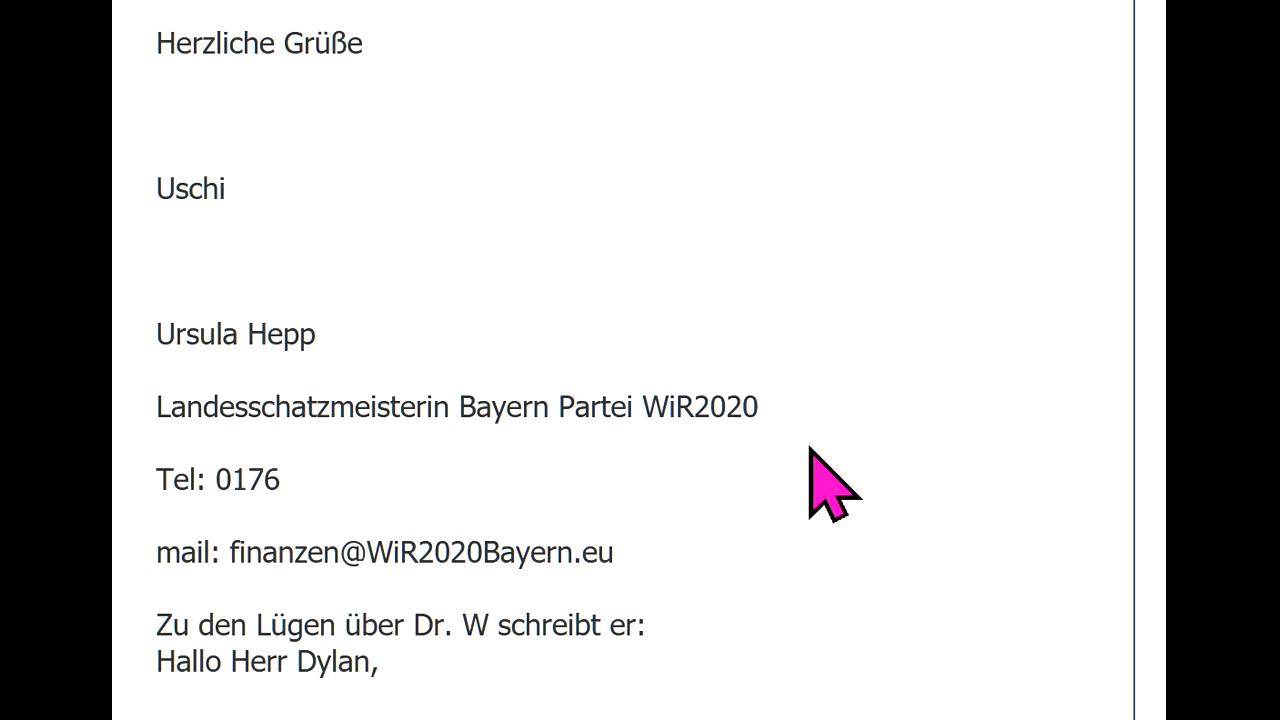 Herzliche Grüße
Uschi
Ursula Hepp
Landesschatzmeisterin Bayern Partei WiR2020
Tel: 0176
mail: finanzen@WiR2020Bayern.eu
Zu den Lügen über Dr. W schreibt er:
Hallo Herr Dylan,